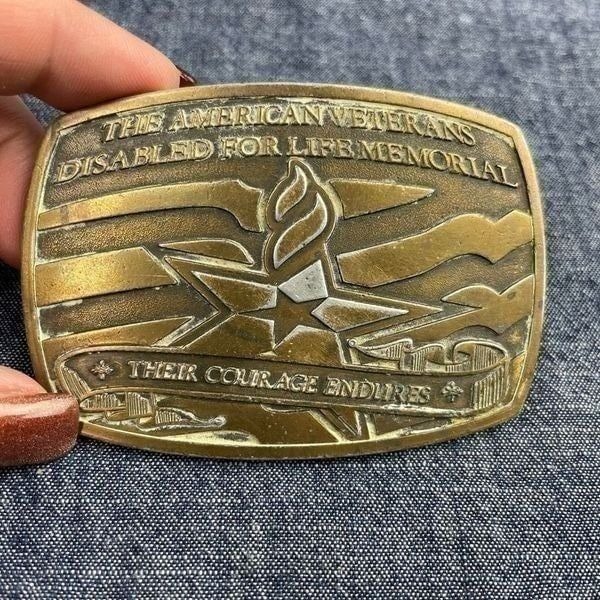 THE AMERICAN VETERANS
DISABLED FOR LIFE MEMORIAL
THEIR COURAGE ENDURES